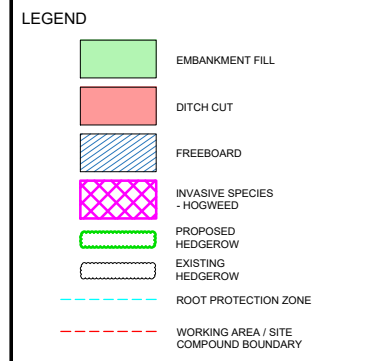 LEGEND
EMBANKMENT FILL
DITCH CUT
FREEBOARD
INVASIVE SPECIES
- HOGWEED
PROPOSED
HEDGEROW
EXISTING
HEDGEROW
ROOT PROTECTION ZONE
WORKING AREA / SITE
COMPOUND BOUNDARY